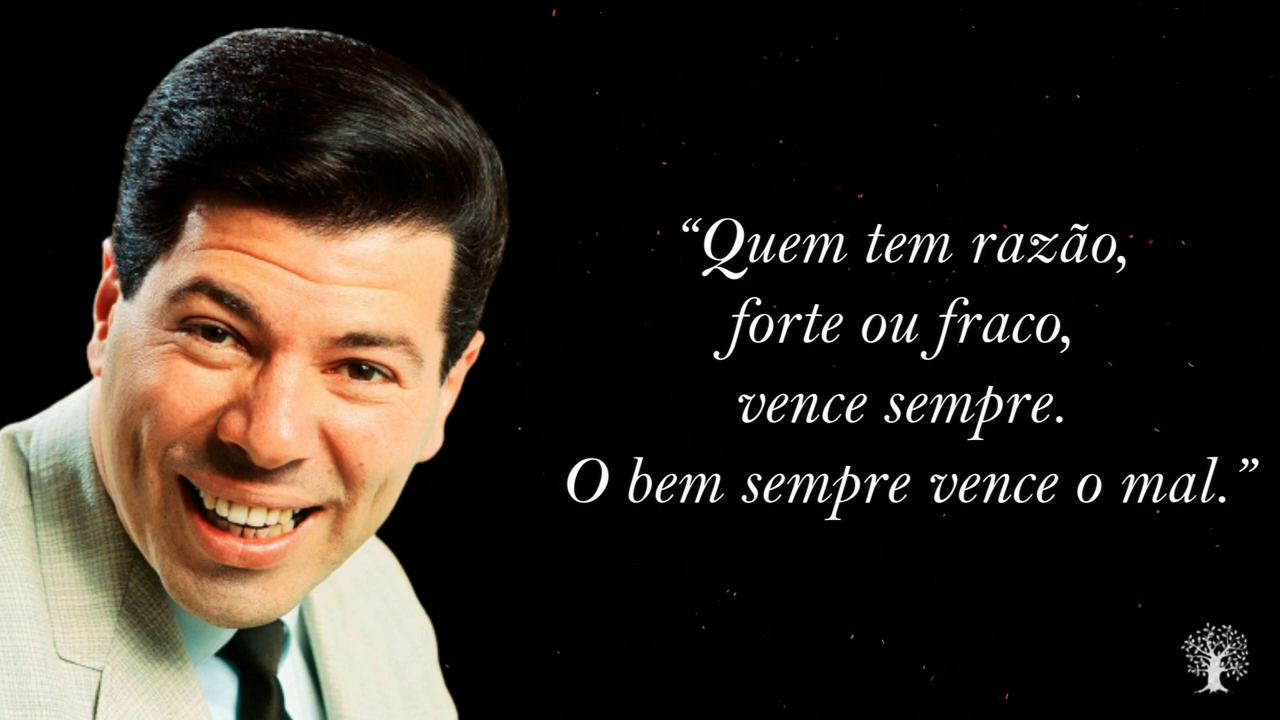 “Quem tem razão,
forte ou fraco,
vence sempre.
O bem sempre vence o mal.”